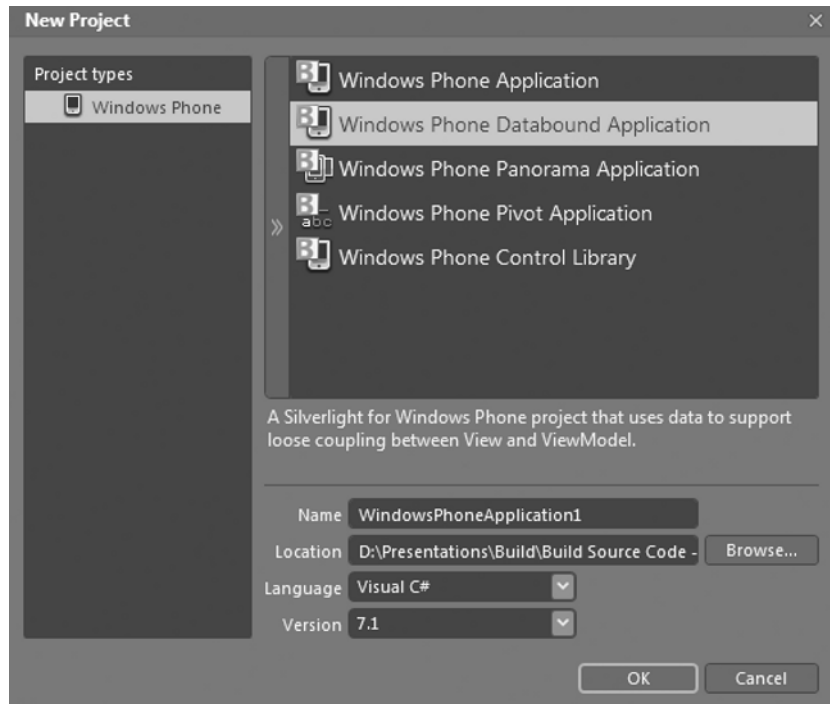 New Project
Project types
Windows Phone
Windows Phone Application
Windows Phone Databound Application
Windows Phone Panorama Application
Windows Phone Pivot Application
Windows Phone Control Library
A Silverlight for Windows Phone project that uses data to support
loose coupling between View and ViewModel.
Name WindowsPhoneApplication1
Location D:\Presentations\Build\Build Source Code - Browse...
Language Visual C#
Version 7.1
OK Cancel